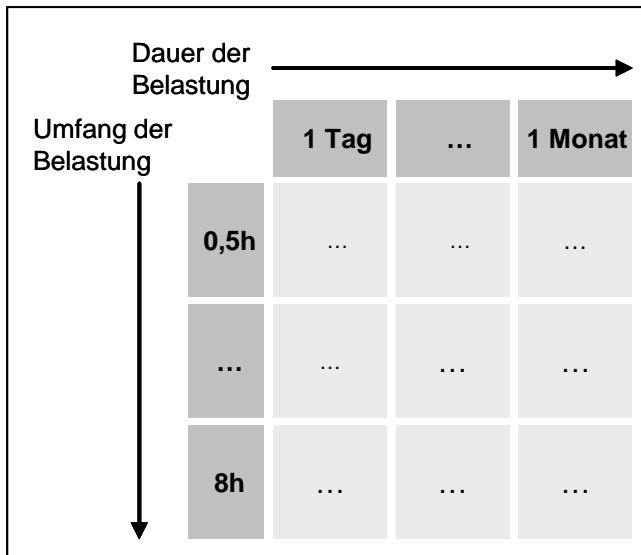 Dauer der
Belastung
Umfang der
Belastung
1 Tag ... 1 Monat
0,5h ... ... ...
... ... ... ...
8h ... ... ...